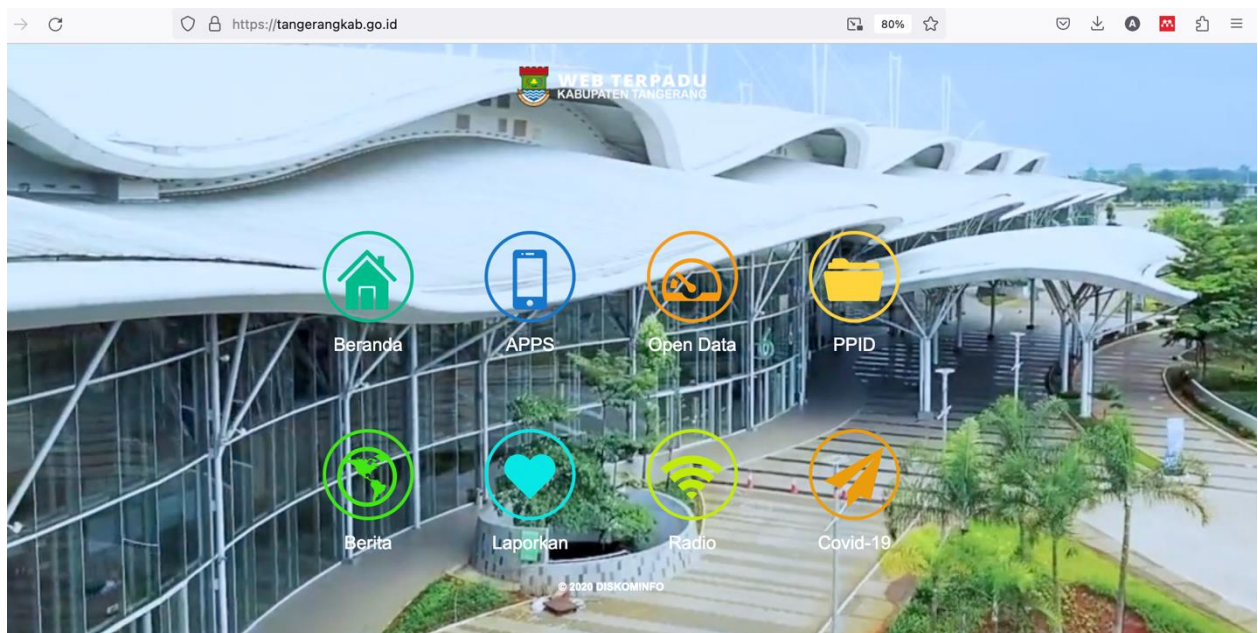 https://tangerangkab.go.id
80%
A
WEB TERPADU
KABUPATEN TANGERANG
Beranda
APPS
Open Data
PPID
Berita
Laporkan
Radio
Covid-19
© 2020 DISKOMINFO